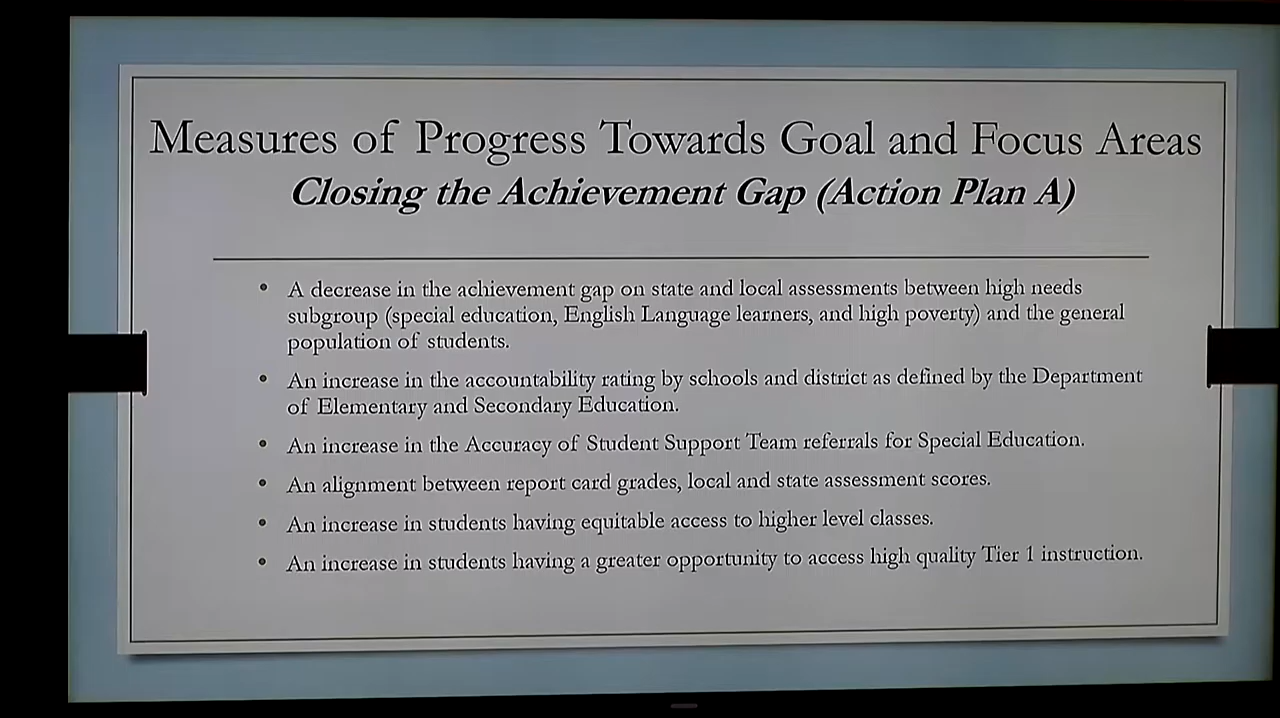 Measures of Progress Towards Goal and Focus Areas
Closing the Achievement Gap (Action Plan A)
• A decrease in the achievement gap on state and local assessments between high needs
subgroup (special education, English Language learners, and high poverty) and the general
population of students.
• An increase in the accountability rating by schools and district as defined by the Department
of Elementary and Secondary Education.
• An increase in the Accuracy of Student Support Team referrals for Special Education.
• An alignment between report card grades, local and state assessment scores.
• An increase in students having equitable access to higher level classes.
• An increase in students having a greater opportunity to access high quality Tier 1 instruction.